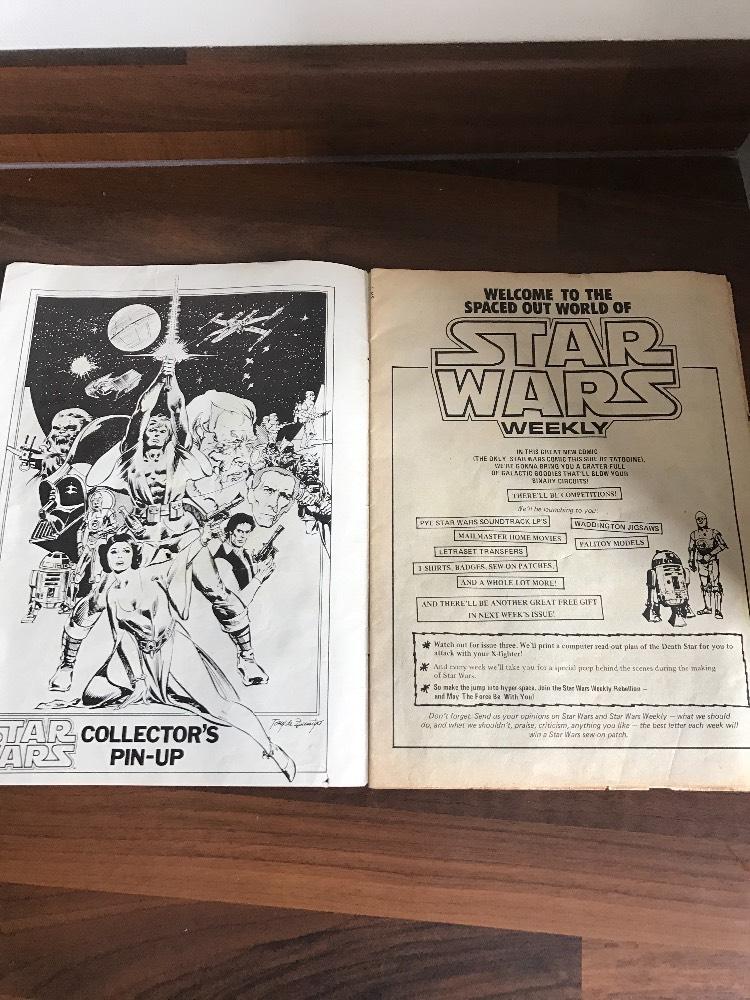 STAR
WARS
COLLECTOR'S
PIN-UP
WELCOME TO THE
SPACED OUT WORLD OF
STAR
WARS
WEEKLY
IN THIS GREAT NEW COMIC
(THE ONLY STAR WARS COMIC THIS SIDE OF TATOOINE),
WE'RE GONNA BRING YOU A CRATER FULL
OF GALACTIC GOODIES THAT'LL BLOW YOUR
BINARY CIRCUITS!
THERE'LL BE COMPETITIONS!
We'll be launching to you:
PYE STAR WARS SOUNDTRACK LP'S
WADDINGTON JIGSAWS
MAILMASTER HOME MOVIES
PALITOY MODELS
LETRASET TRANSFERS
T SHIRTS, BADGES, SEW ON PATCHES,
AND A WHOLE LOT MORE!
AND THERE'LL BE ANOTHER GREAT FREE GIFT
IN NEXT WEEK'S ISSUE!
Watch out for issue three. We'll print a computer read-out plan of the Death Star for you to
attack with your X-fighter!
And every week we'll take you for a special peep behind the scenes during the making
of Star Wars.
So make the jump into hyper-space. Join the Star Wars Weekly Rebellion —
and May The Force Be With You!
Don't forget. Send us your opinions on Star Wars and Star Wars Weekly — what we should
do, and what we shouldn't, praise, criticism, anything you like — the best letter each week will
win a Star Wars sew on patch.